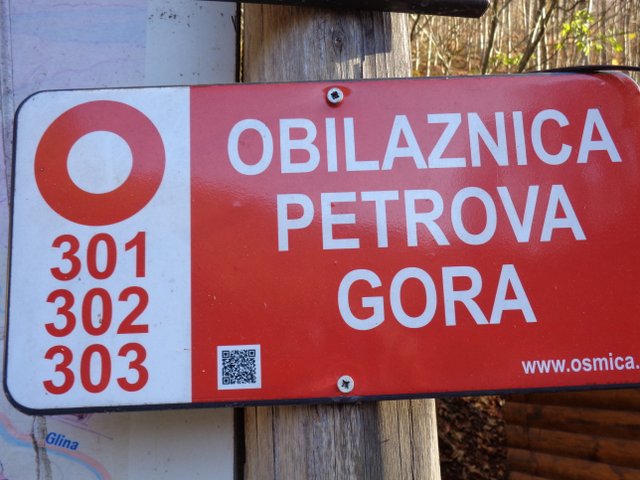 301
302
303
OBILAZNICA
PETROVA
GORA
www.osmica.
Glina